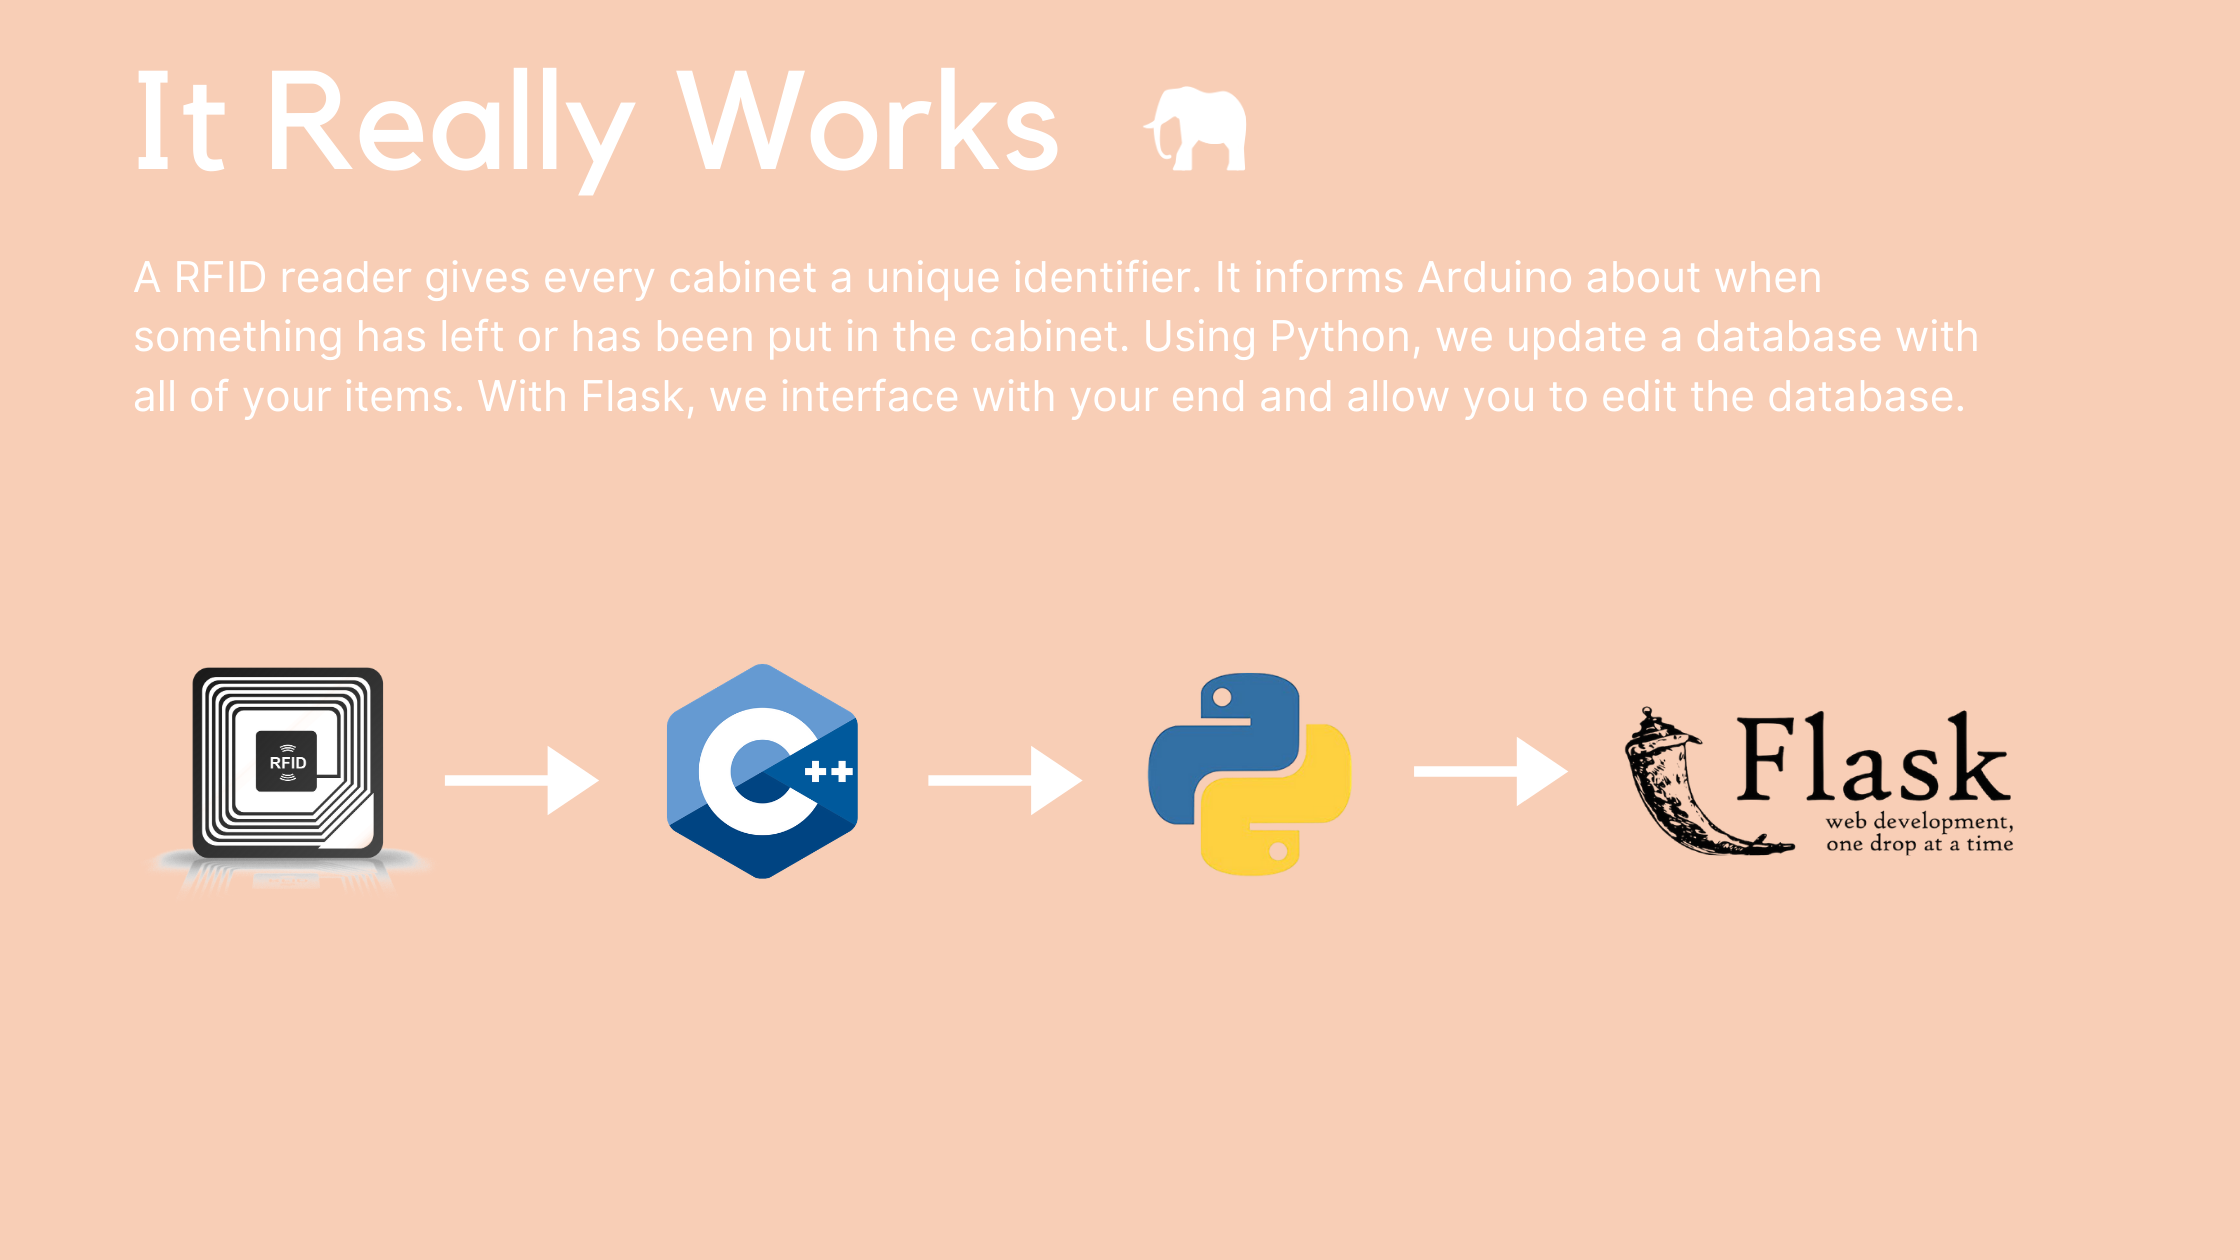 It Really Works
A RFID reader gives every cabinet a unique identifier. It informs Arduino about when
something has left or has been put in the cabinet. Using Python, we update a database with
all of your items. With Flask, we interface with your end and allow you to edit the database.
RFID
C++
Flask
web development,
one drop at a time